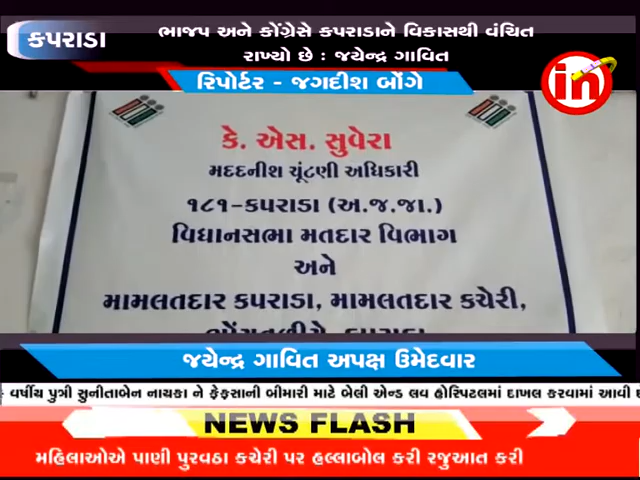 કપરાડા
ભાજપ અને કોંગ્રેસે કપરાડાને વિકાસથી વંચિત
રાખ્યો છે : જયેન્દ્ર ગાવિત
in
રિપોર્ટર - જગદીશ બોંગે
કે. એસ. સુવેરા
મદદનીશ ચૂંટણી અધિકારી
૧૮૧-કપરાડા (અ.જ.જા.)
વિધાનસભા મતદાર વિભાગ
અને
મામલતદાર કપરાડા, મામલતદાર કચેરી,
જયેન્દ્ર ગાવિત અપક્ષ ઉમેદવાર
વર્ષીય પુત્રી સુનીતાબેન નાયકા ને ફેફસાની બીમારી માટે બેલી એન્ડ લવ હોસ્પિટલમાં દાખલ કરવામાં આવી
NEWS FLASH
મહિલાઓએ પાણી પુરવઠા કચેરી પર હલ્લાબોલ કરી રજુઆત કરી